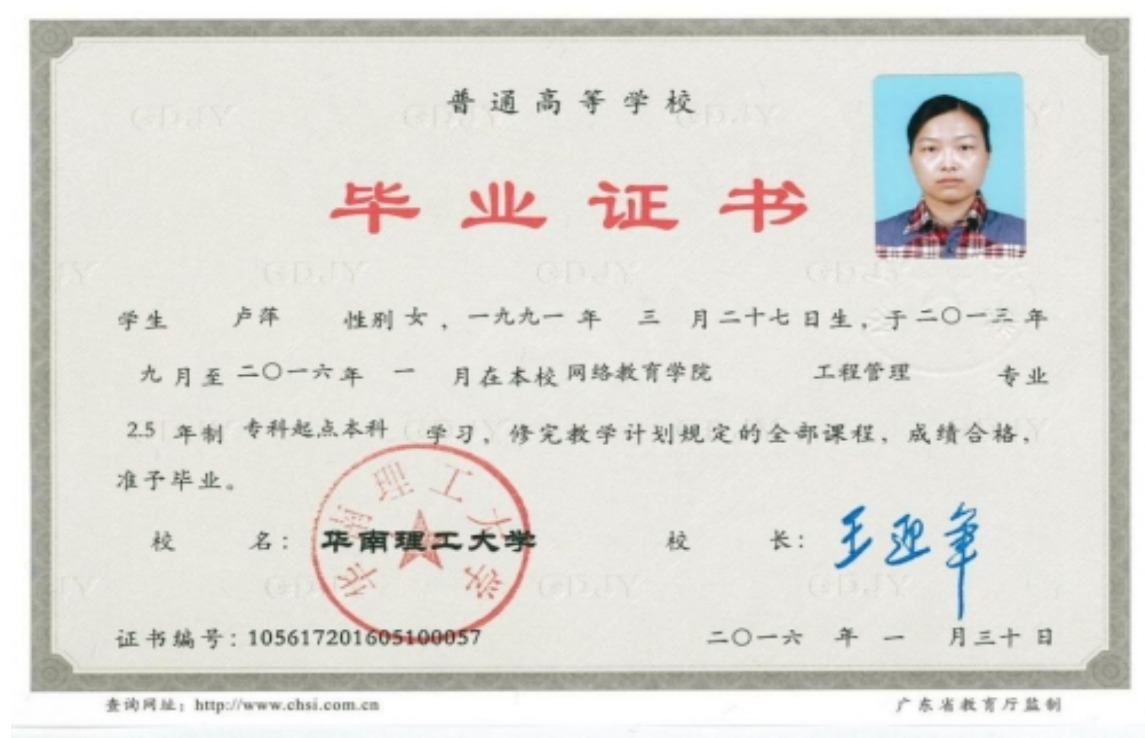 普通高等学校
毕业证书
学生 卢萍 性别 女，一九九一 年 三 月 二十七 日生，于 二〇一三 年
九 月至 二〇一六 年 一 月在本校 网络教育学院 工程管理 专业
2.5 年制 专科起点本科 学习，修完教学计划规定的全部课程，成绩合格，
准予毕业。
校 名：华南理工大学 校 长：王迎军
华南理工大学
证书编号：105617201605100057 二〇一六 年 一 月 三十 日
查询网址：http://www.chsi.com.cn 广东省教育厅监制
GDJY